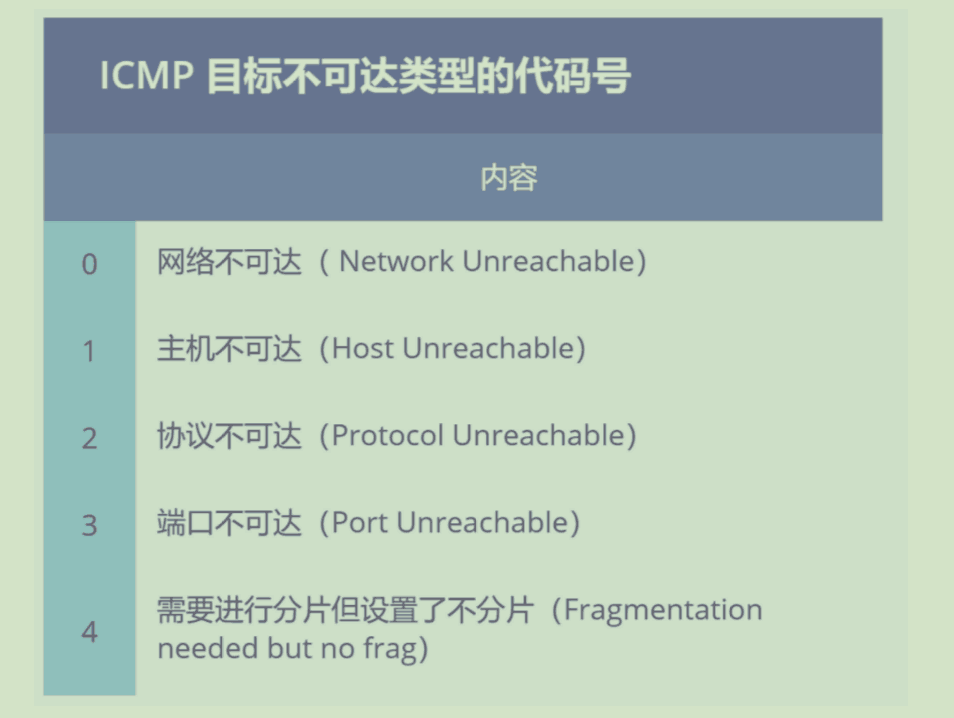 ICMP 目标不可达类型的代码号
内容
0 网络不可达（ Network Unreachable）
1 主机不可达（Host Unreachable）
2 协议不可达（Protocol Unreachable）
3 端口不可达（Port Unreachable）
4 需要进行分片但设置了不分片（Fragmentation
needed but no frag）